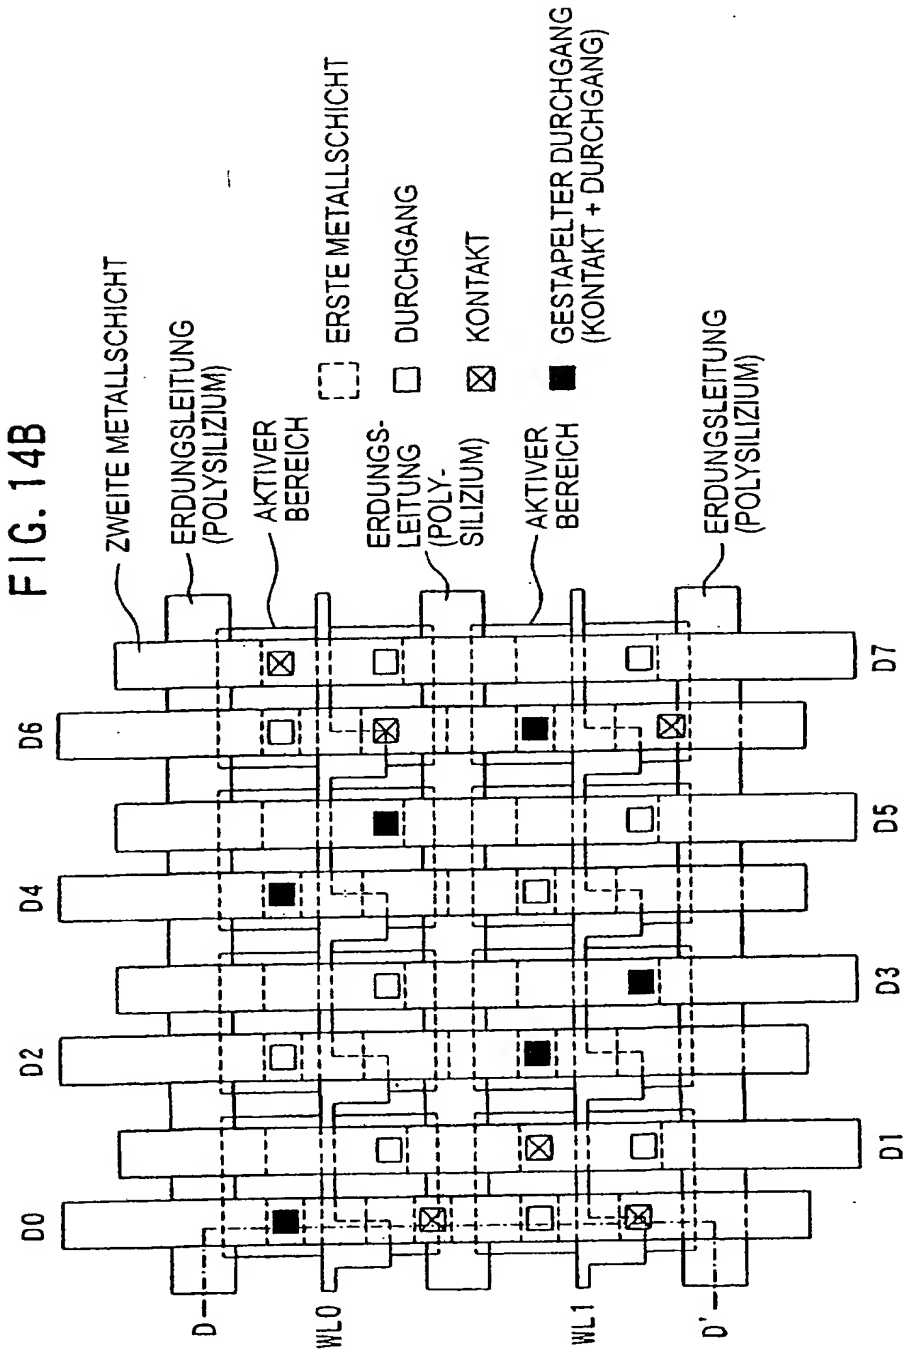 FIG. 14B
ZWEITE METALLSCHICHT
ERDUNGSLEITUNG
(POLYSILIZIUM)
AKTIVER
BEREICH
ERDUNGS-
LEITUNG
(POLY-
SILIZIUM)
AKTIVER
BEREICH
ERDUNGSLEITUNG
(POLYSILIZIUM)
ERSTE METALLSCHICHT
DURCHGANG
KONTAKT
GESTAPELTER DURCHGANG
(KONTAKT + DURCHGANG)
D0
D2
D4
D6
D
WL0
WL1
D'
D1
D3
D5
D7